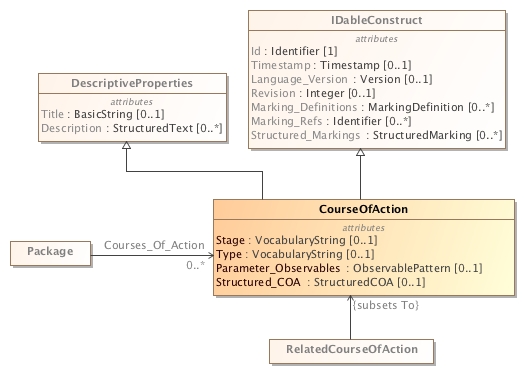 IDableConstruct
attributes
Id : Identifier [1]
Timestamp : Timestamp [0..1]
Language_Version : Version [0..1]
Revision : Integer [0..1]
Marking_Definitions : MarkingDefinition [0..*]
Marking_Refs : Identifier [0..*]
Structured_Markings : StructuredMarking [0..*]
DescriptiveProperties
attributes
Title : BasicString [0..1]
Description : StructuredText [0..*]
CourseOfAction
attributes
Stage : VocabularyString [0..1]
Type : VocabularyString [0..1]
Parameter_Observables : ObservablePattern [0..1]
Structured_COA : StructuredCOA [0..1]
Package
Courses_Of_Action
0..*
{subsets To}
RelatedCourseOfAction